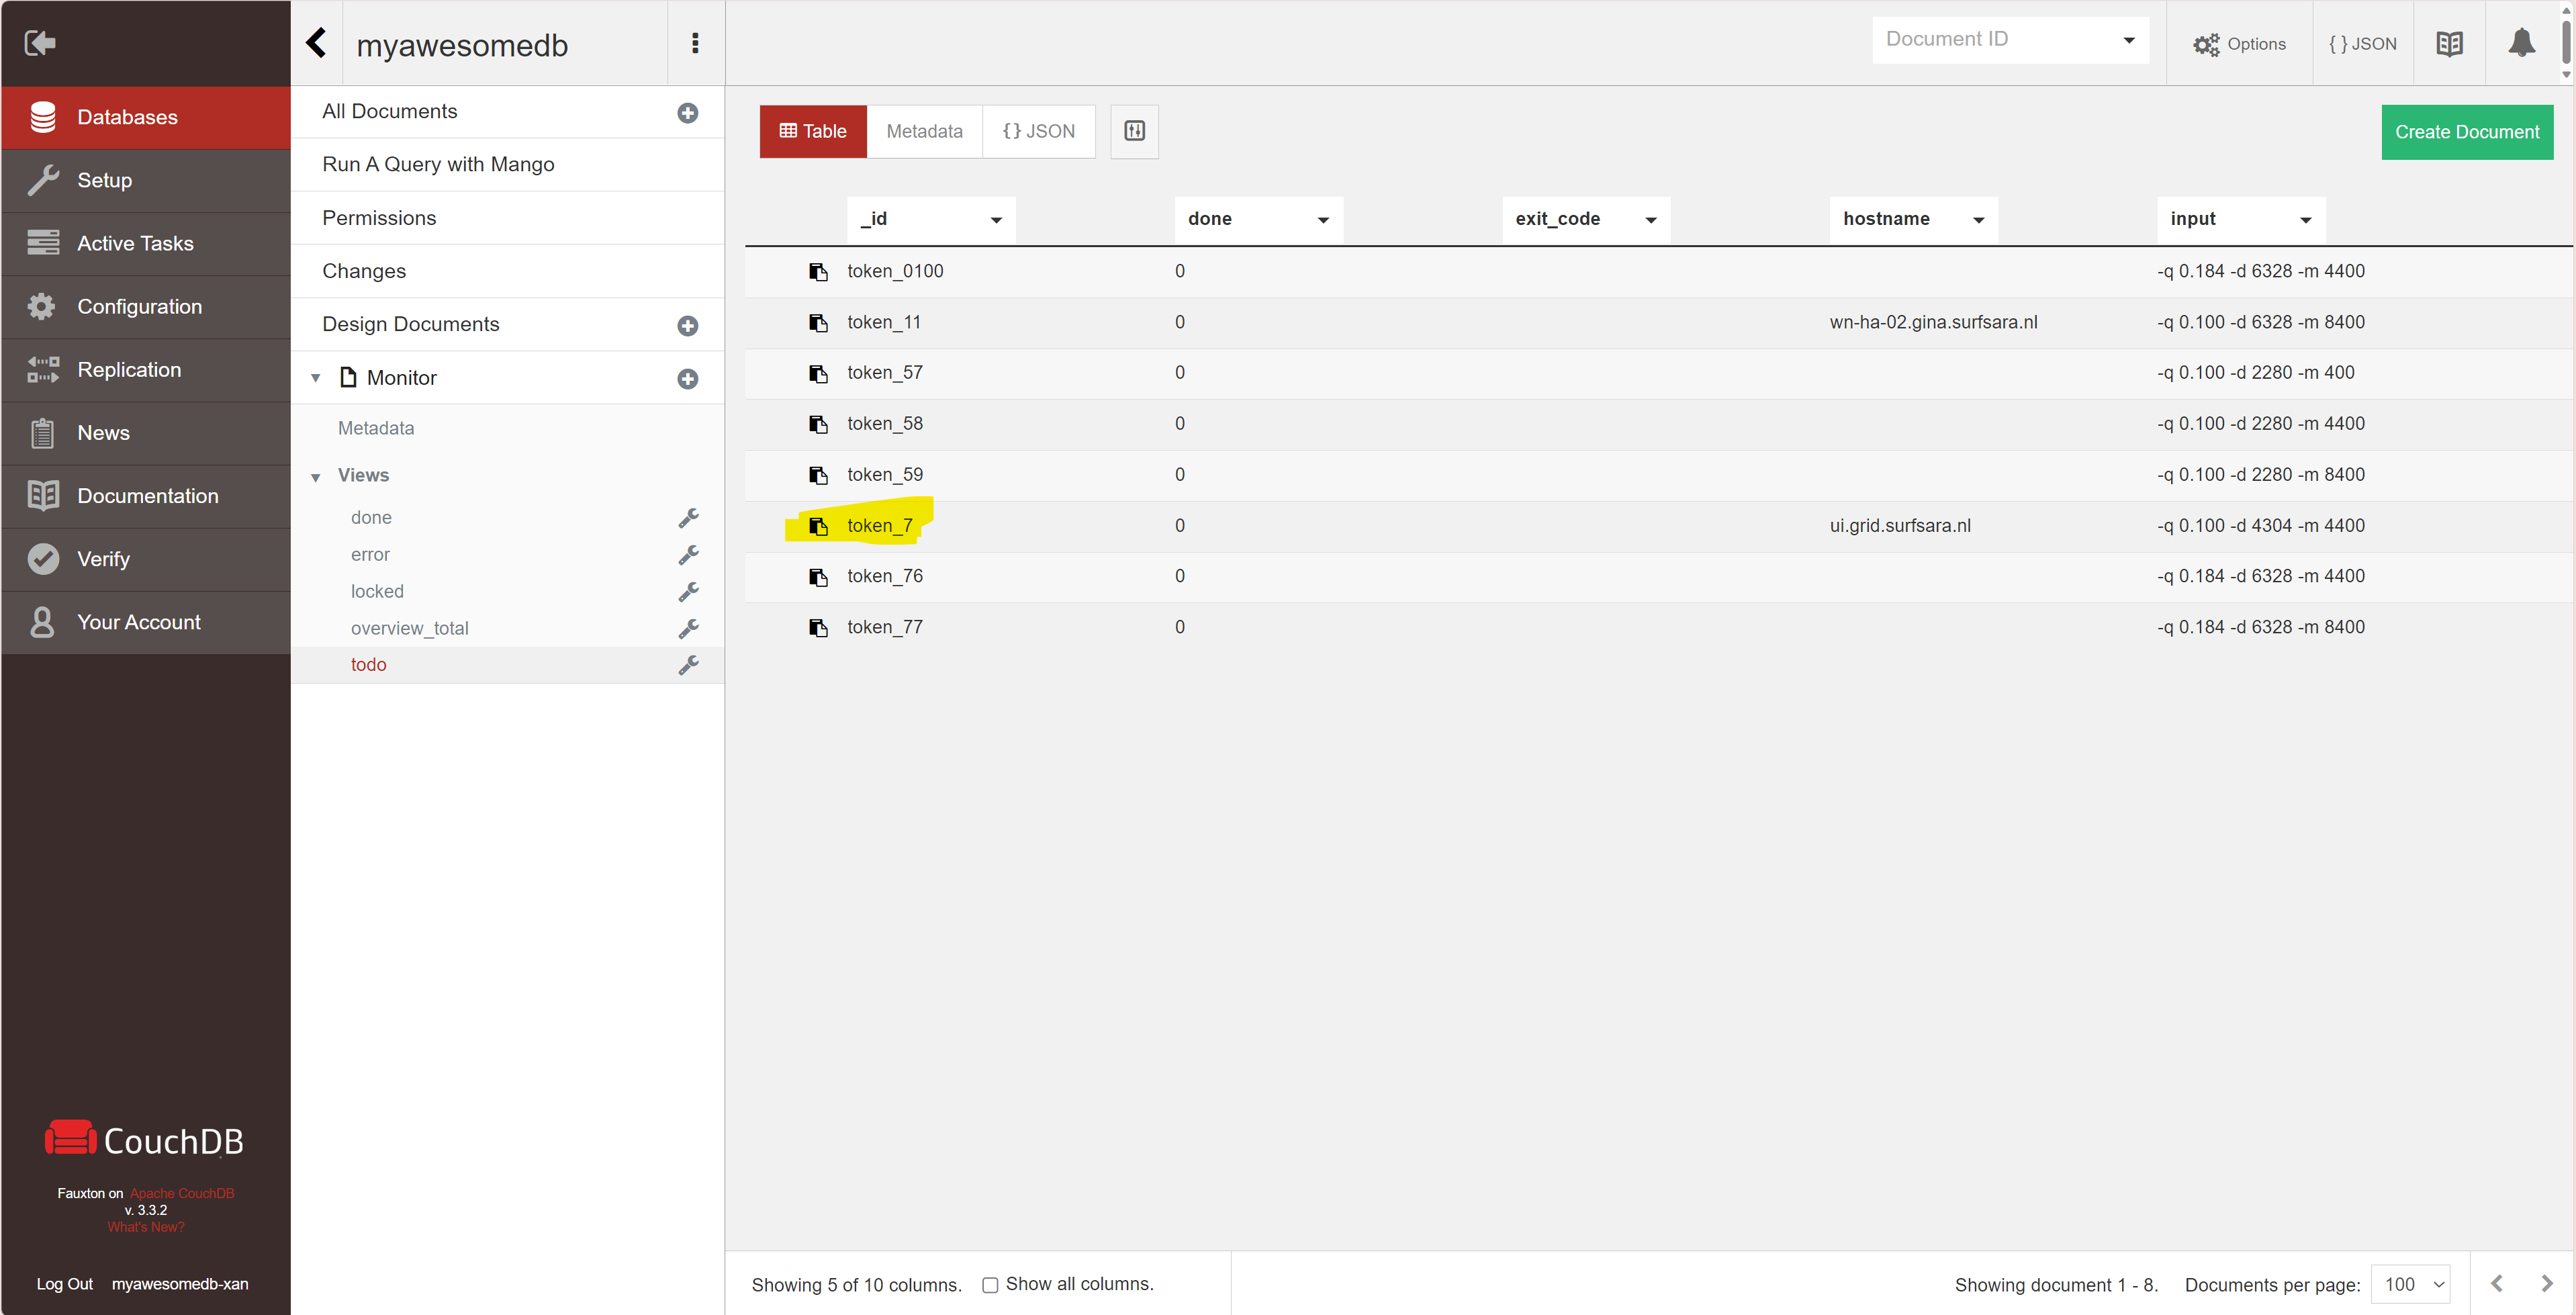 myawesomedb
Document ID
Options
{ } JSON
Databases
Setup
Active Tasks
Configuration
Replication
News
Documentation
Verify
Your Account
All Documents
Run A Query with Mango
Permissions
Changes
Design Documents
Monitor
Metadata
Views
done
error
locked
overview_total
todo
Table Metadata {} JSON
Create Document
_id done exit_code hostname input
token_0100 0 -q 0.184 -d 6328 -m 4400
token_11 0 wn-ha-02.gina.surfsara.nl -q 0.100 -d 6328 -m 8400
token_57 0 -q 0.100 -d 2280 -m 400
token_58 0 -q 0.100 -d 2280 -m 4400
token_59 0 -q 0.100 -d 2280 -m 8400
token_7 0 ui.grid.surfsara.nl -q 0.100 -d 4304 -m 4400
token_76 0 -q 0.184 -d 6328 -m 4400
token_77 0 -q 0.184 -d 6328 -m 8400
CouchDB
Fauxton on Apache CouchDB
v. 3.3.2
What's New?
Log Out myawesomedb-xan
Showing 5 of 10 columns. Show all columns.
Showing document 1 - 8. Documents per page: 100